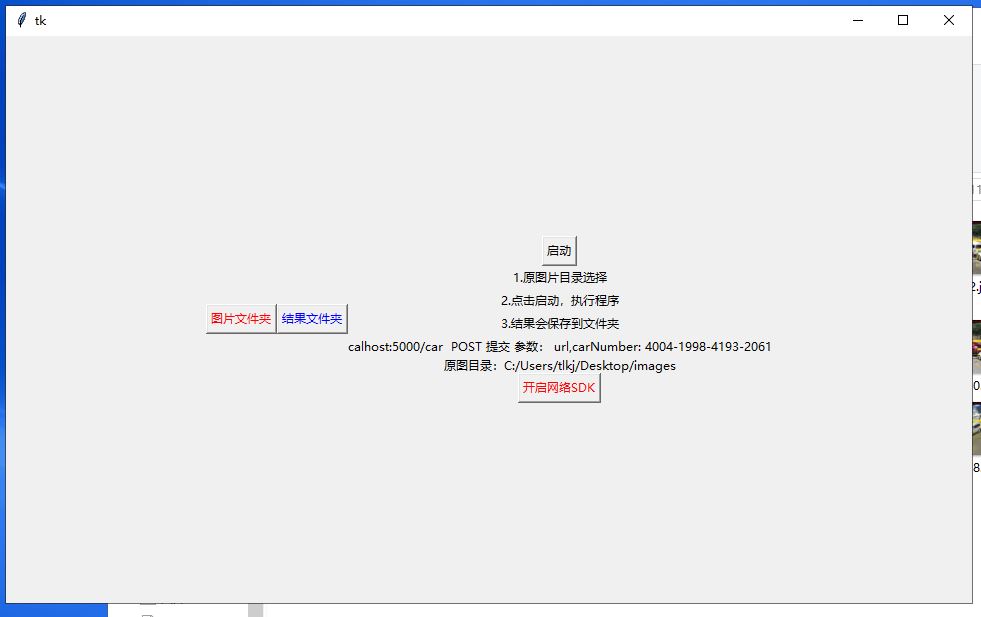 tk
启动
1.原图片目录选择
2.点击启动，执行程序
图片文件夹 结果文件夹
3.结果会保存到文件夹
calhost:5000/car POST 提交 参数： url,carNumber: 4004-1998-4193-2061
原图目录：C:/Users/tlkj/Desktop/images
开启网络SDK